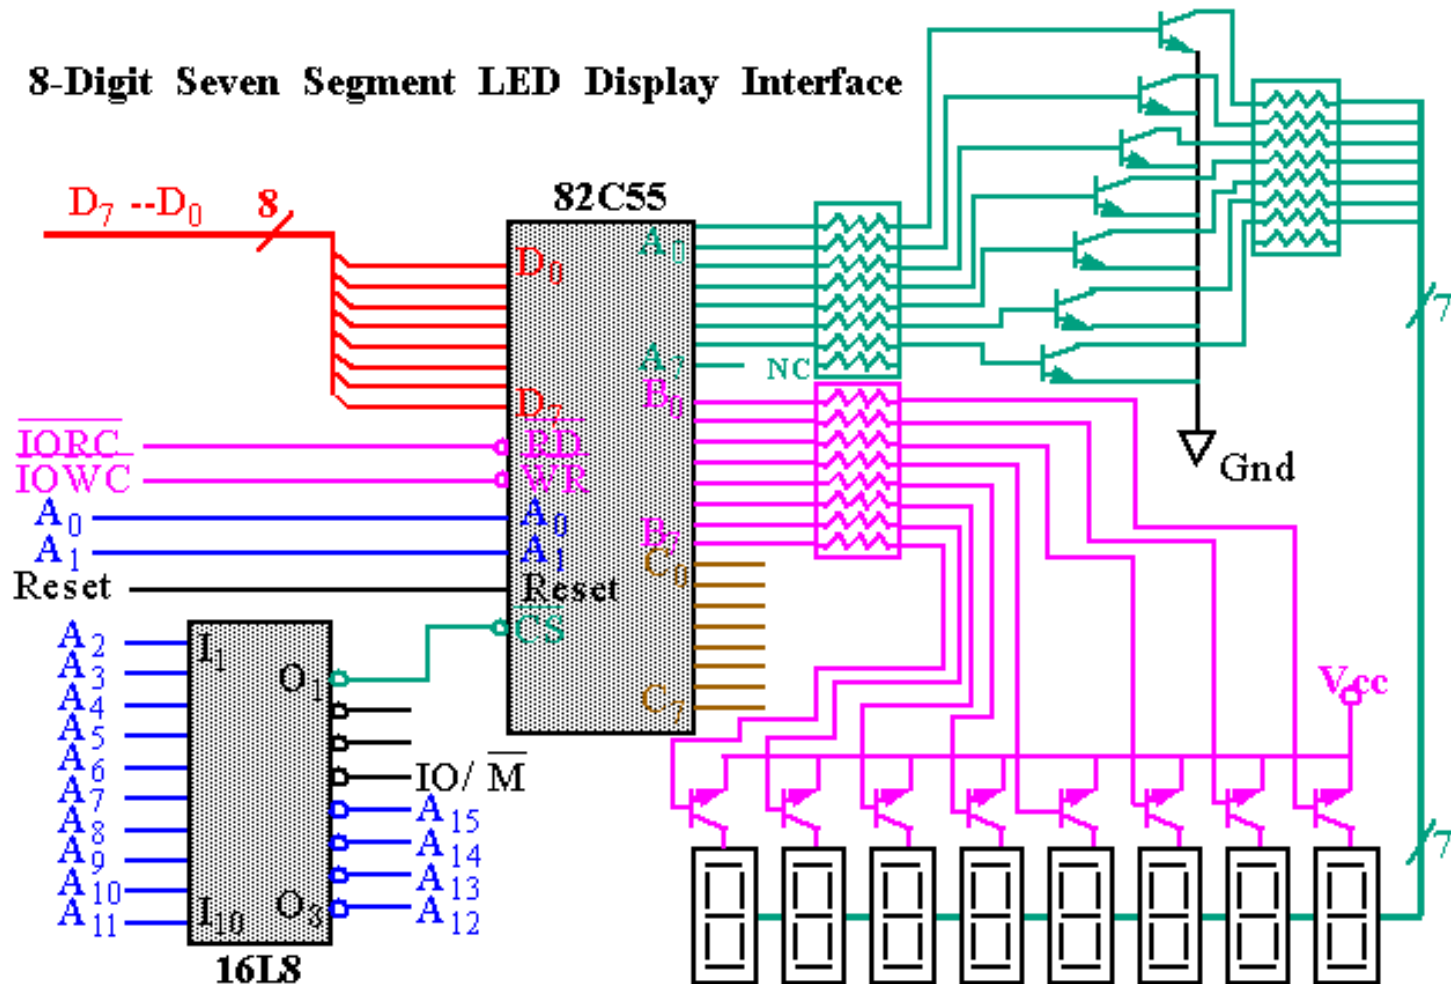 8-Digit Seven Segment LED Display Interface
82C55
D7 --D0
8
D0
D7
A0
A7
NC
B0
B7
C0
C7
IORC
IOWC
RD
WR
A0
A1
A0
A1
Reset
Reset
CS
Gnd
7
Vcc
7
A2
A3
A4
A5
A6
A7
A8
A9
A10
A11
I1
I10
O1
O8
IO/ M
A15
A14
A13
A12
16L8